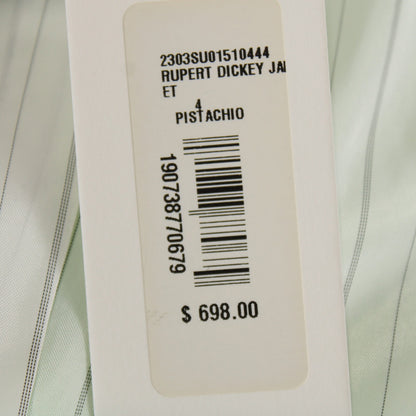 2303SU01510444
RUPERT DICKEY JA
ET
4
PISTACHIO
190738770679
$ 698.00